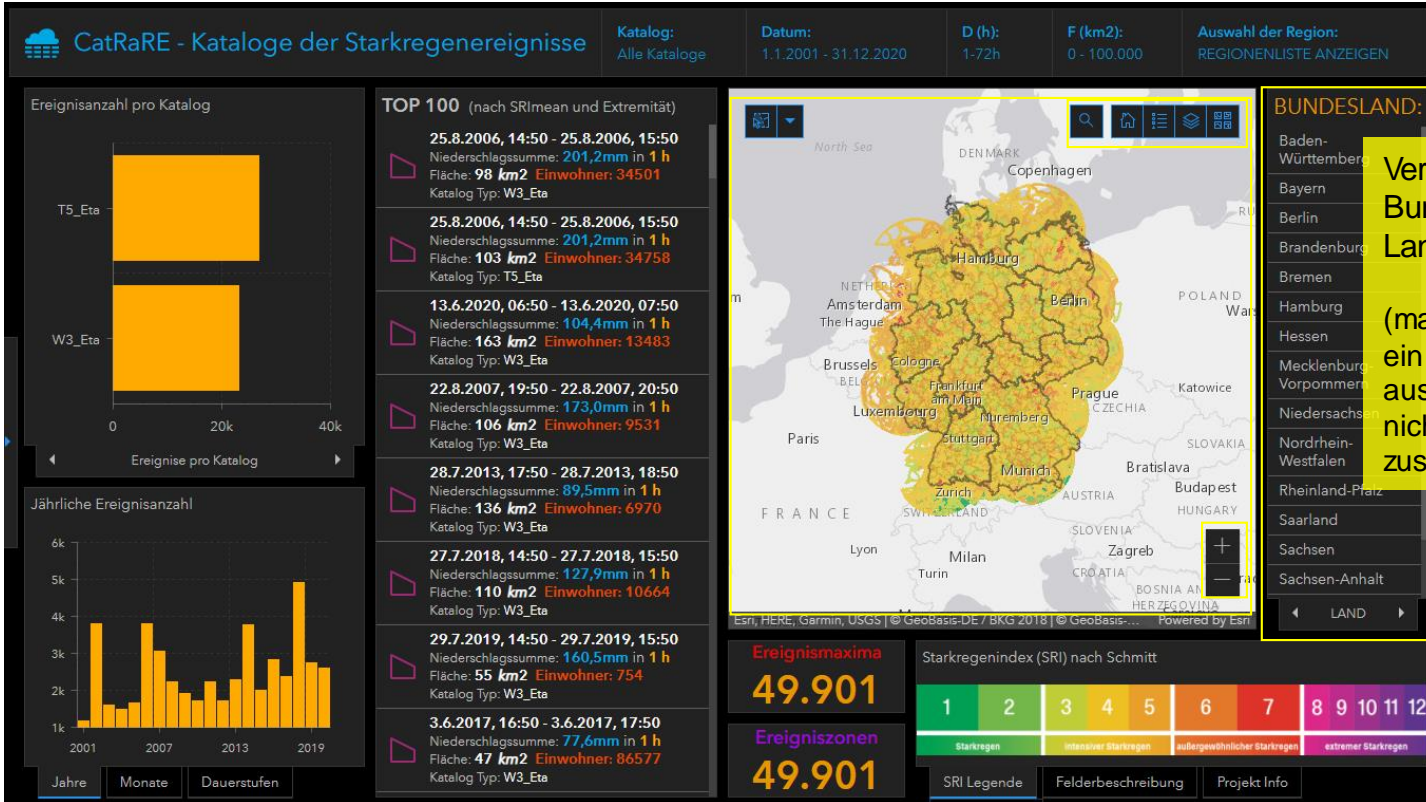 CatRaRE - Kataloge der Starkregenereignisse
Katalog:
Alle Kataloge
Datum:
1.1.2001 - 31.12.2020
D (h):
1-72h
F (km2):
0 - 100.000
Auswahl der Region:
REGIONENLISTE ANZEIGEN
Ereignisanzahl pro Katalog
T5_Eta
W3_Eta
0
20k
40k
Ereignise pro Katalog
Jährliche Ereignisanzahl
6k
5k
4k
3k
2k
1k
2001
2007
2013
2019
Jahre
Monate
Dauerstufen
TOP 100 (nach SRImean und Extremität)
25.8.2006, 14:50 - 25.8.2006, 15:50
Niederschlagssumme: 201,2mm in 1 h
Fläche: 98 km2 Einwohner: 34501
Katalog Typ: W3_Eta
25.8.2006, 14:50 - 25.8.2006, 15:50
Niederschlagssumme: 201,2mm in 1 h
Fläche: 103 km2 Einwohner: 34758
Katalog Typ: T5_Eta
13.6.2020, 06:50 - 13.6.2020, 07:50
Niederschlagssumme: 104,4mm in 1 h
Fläche: 163 km2 Einwohner: 13483
Katalog Typ: W3_Eta
22.8.2007, 19:50 - 22.8.2007, 20:50
Niederschlagssumme: 173,0mm in 1 h
Fläche: 106 km2 Einwohner: 9531
Katalog Typ: W3_Eta
28.7.2013, 17:50 - 28.7.2013, 18:50
Niederschlagssumme: 89,5mm in 1 h
Fläche: 136 km2 Einwohner: 6970
Katalog Typ: W3_Eta
27.7.2018, 14:50 - 27.7.2018, 15:50
Niederschlagssumme: 127,9mm in 1 h
Fläche: 110 km2 Einwohner: 10664
Katalog Typ: W3_Eta
29.7.2019, 14:50 - 29.7.2019, 15:50
Niederschlagssumme: 160,5mm in 1 h
Fläche: 55 km2 Einwohner: 754
Katalog Typ: W3_Eta
3.6.2017, 16:50 - 3.6.2017, 17:50
Niederschlagssumme: 77,6mm in 1 h
Fläche: 47 km2 Einwohner: 86577
Katalog Typ: W3_Eta
North Sea
DENMARK
Copenhagen
RU
Hamburg
NETHER
Amsterdam
Berlin
POLAND
The Hague
Brussels
Cologne
BEL
Frankfurt
am Main
Prague
Katowice
CZECHIA
Luxembourg
Nuremberg
Paris
Stuttgart
SLOVAKIA
Munich
Bratislava
Zurich
AUSTRIA
Budapest
FRANCE
SWITZERLAND
HUNGARY
SLOVENIA
Lyon
Milan
Zagreb
Turin
CROATIA
BOSNIA AN
HERZEGOVINA
Esri, HERE, Garmin, USGS | © GeoBasis-DE / BKG 2018 | © GeoBasis-... Powered by Esri
Ereignismaxima
49.901
Ereigniszonen
49.901
Starkregenindex (SRI) nach Schmitt
1 2 3 4 5 6 7 8 9 10 11 12
Starkregen
intensiver Starkregen
außergewöhnlicher Starkregen
extremer Starkregen
SRI Legende
Felderbeschreibung
Projekt Info
BUNDESLAND:
Baden-
Württemberg
Bayern
Berlin
Brandenburg
Bremen
Hamburg
Hessen
Mecklenburg-
Vorpommern
Niedersachsen
Nordrhein-
Westfalen
Rheinland-Pfalz
Saarland
Sachsen
Sachsen-Anhalt
LAND
Ver
Bun
Lan
(ma
ein
aus
nich
zus